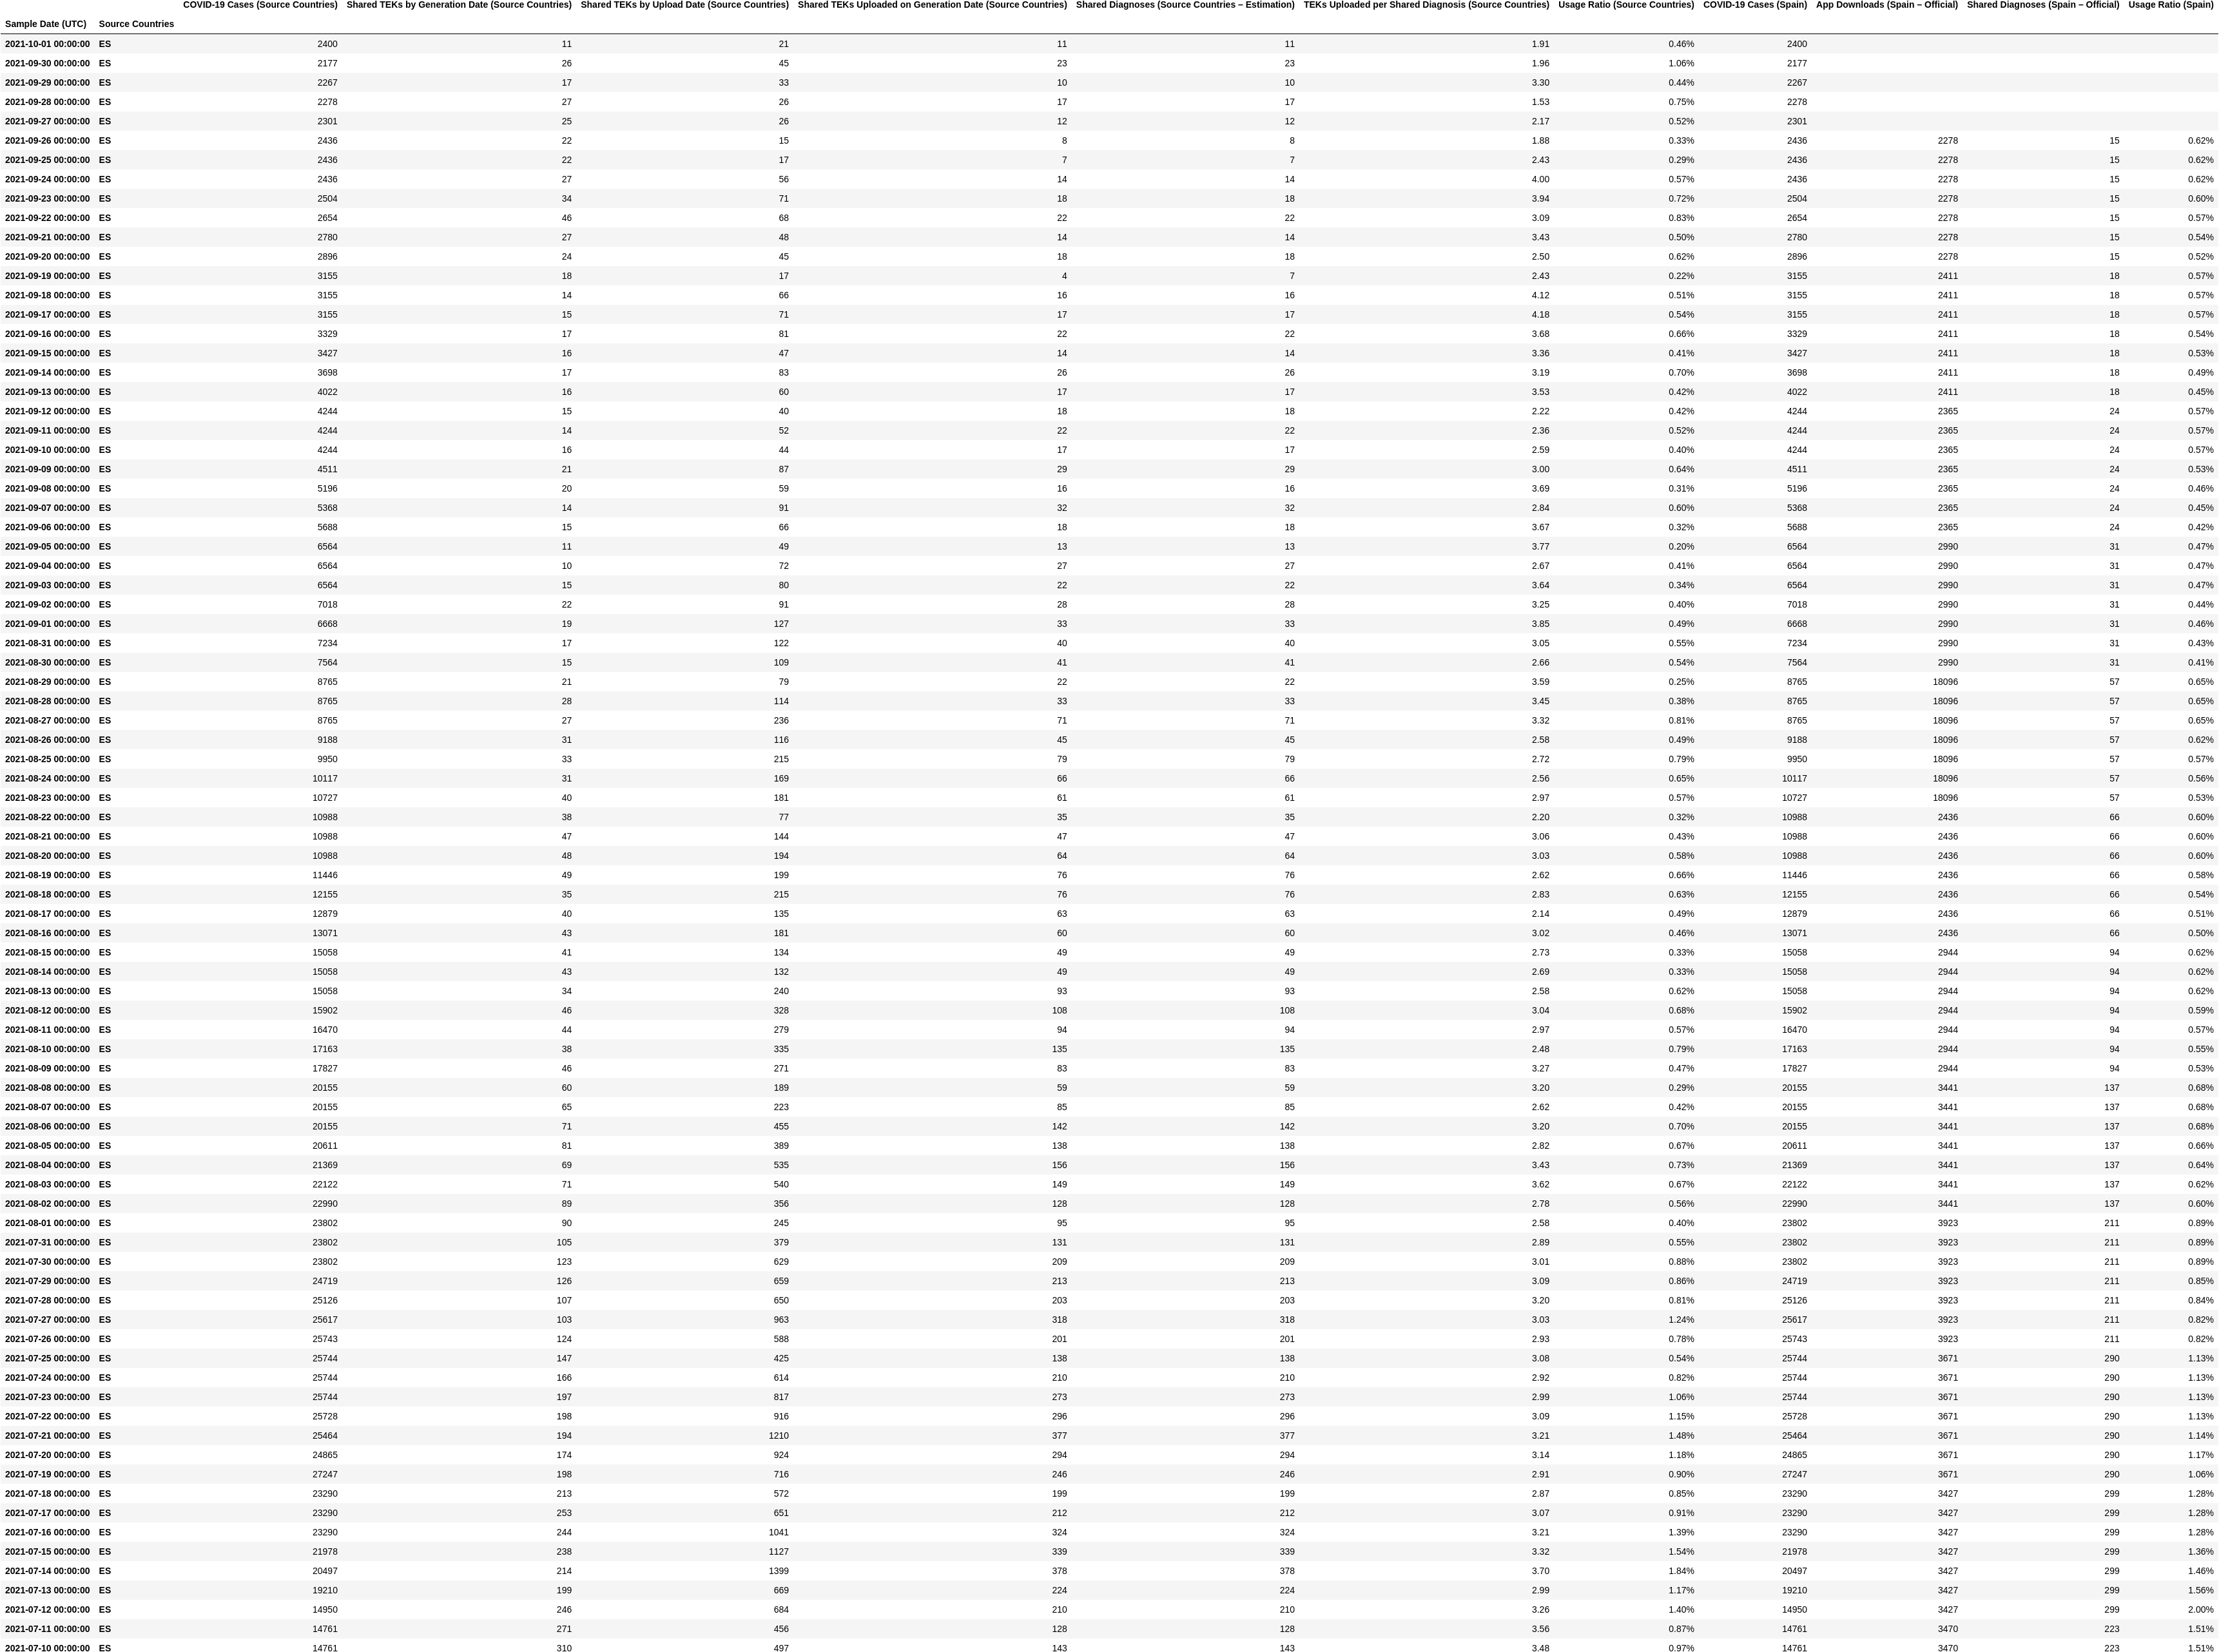 COVID-19 Cases (Source Countries) Shared TEKs by Generation Date (Source Countries) Shared TEKs by Upload Date (Source Countries) Shared TEKs Uploaded on Generation Date (Source Countries) Shared Diagnoses (Source Countries – Estimation) TEKs Uploaded per Shared Diagnosis (Source Countries) Usage Ratio (Source Countries) COVID-19 Cases (Spain) App Downloads (Spain – Official) Shared Diagnoses (Spain – Official) Usage Ratio (Spain)
Sample Date (UTC) Source Countries
2021-10-01 00:00:00 ES 2400 11 21 11 11 1.91 0.46% 2400
2021-09-30 00:00:00 ES 2177 26 45 23 23 1.96 1.06% 2177
2021-09-29 00:00:00 ES 2267 17 33 10 10 3.30 0.44% 2267
2021-09-28 00:00:00 ES 2278 27 26 17 17 1.53 0.75% 2278
2021-09-27 00:00:00 ES 2301 25 26 12 12 2.17 0.52% 2301
2021-09-26 00:00:00 ES 2436 22 15 8 8 1.88 0.33% 2436 2278 15 0.62%
2021-09-25 00:00:00 ES 2436 22 17 7 7 2.43 0.29% 2436 2278 15 0.62%
2021-09-24 00:00:00 ES 2436 27 56 14 14 4.00 0.57% 2436 2278 15 0.62%
2021-09-23 00:00:00 ES 2504 34 71 18 18 3.94 0.72% 2504 2278 15 0.60%
2021-09-22 00:00:00 ES 2654 46 68 22 22 3.09 0.83% 2654 2278 15 0.57%
2021-09-21 00:00:00 ES 2780 27 48 14 14 3.43 0.50% 2780 2278 15 0.54%
2021-09-20 00:00:00 ES 2896 24 45 18 18 2.50 0.62% 2896 2278 15 0.52%
2021-09-19 00:00:00 ES 3155 18 17 4 7 2.43 0.22% 3155 2411 18 0.57%
2021-09-18 00:00:00 ES 3155 14 66 16 16 4.12 0.51% 3155 2411 18 0.57%
2021-09-17 00:00:00 ES 3155 15 71 17 17 4.18 0.54% 3155 2411 18 0.57%
2021-09-16 00:00:00 ES 3329 17 81 22 22 3.68 0.66% 3329 2411 18 0.54%
2021-09-15 00:00:00 ES 3427 16 47 14 14 3.36 0.41% 3427 2411 18 0.53%
2021-09-14 00:00:00 ES 3698 17 83 26 26 3.19 0.70% 3698 2411 18 0.49%
2021-09-13 00:00:00 ES 4022 16 60 17 17 3.53 0.42% 4022 2411 18 0.45%
2021-09-12 00:00:00 ES 4244 15 40 18 18 2.22 0.42% 4244 2365 24 0.57%
2021-09-11 00:00:00 ES 4244 14 52 22 22 2.36 0.52% 4244 2365 24 0.57%
2021-09-10 00:00:00 ES 4244 16 44 17 17 2.59 0.40% 4244 2365 24 0.57%
2021-09-09 00:00:00 ES 4511 21 87 29 29 3.00 0.64% 4511 2365 24 0.53%
2021-09-08 00:00:00 ES 5196 20 59 16 16 3.69 0.31% 5196 2365 24 0.46%
2021-09-07 00:00:00 ES 5368 14 91 32 32 2.84 0.60% 5368 2365 24 0.45%
2021-09-06 00:00:00 ES 5688 15 66 18 18 3.67 0.32% 5688 2365 24 0.42%
2021-09-05 00:00:00 ES 6564 11 49 13 13 3.77 0.20% 6564 2990 31 0.47%
2021-09-04 00:00:00 ES 6564 10 72 27 27 2.67 0.41% 6564 2990 31 0.47%
2021-09-03 00:00:00 ES 6564 15 80 22 22 3.64 0.34% 6564 2990 31 0.47%
2021-09-02 00:00:00 ES 7018 22 91 28 28 3.25 0.40% 7018 2990 31 0.44%
2021-09-01 00:00:00 ES 6668 19 127 33 33 3.85 0.49% 6668 2990 31 0.46%
2021-08-31 00:00:00 ES 7234 17 122 40 40 3.05 0.55% 7234 2990 31 0.43%
2021-08-30 00:00:00 ES 7564 15 109 41 41 2.66 0.54% 7564 2990 31 0.41%
2021-08-29 00:00:00 ES 8765 21 79 22 22 3.59 0.25% 8765 18096 57 0.65%
2021-08-28 00:00:00 ES 8765 28 114 33 33 3.45 0.38% 8765 18096 57 0.65%
2021-08-27 00:00:00 ES 8765 27 236 71 71 3.32 0.81% 8765 18096 57 0.65%
2021-08-26 00:00:00 ES 9188 31 116 45 45 2.58 0.49% 9188 18096 57 0.62%
2021-08-25 00:00:00 ES 9950 33 215 79 79 2.72 0.79% 9950 18096 57 0.57%
2021-08-24 00:00:00 ES 10117 31 169 66 66 2.56 0.65% 10117 18096 57 0.56%
2021-08-23 00:00:00 ES 10727 40 181 61 61 2.97 0.57% 10727 18096 57 0.53%
2021-08-22 00:00:00 ES 10988 38 77 35 35 2.20 0.32% 10988 2436 66 0.60%
2021-08-21 00:00:00 ES 10988 47 144 47 47 3.06 0.43% 10988 2436 66 0.60%
2021-08-20 00:00:00 ES 10988 48 194 64 64 3.03 0.58% 10988 2436 66 0.60%
2021-08-19 00:00:00 ES 11446 49 199 76 76 2.62 0.66% 11446 2436 66 0.58%
2021-08-18 00:00:00 ES 12155 35 215 76 76 2.83 0.63% 12155 2436 66 0.54%
2021-08-17 00:00:00 ES 12879 40 135 63 63 2.14 0.49% 12879 2436 66 0.51%
2021-08-16 00:00:00 ES 13071 43 181 60 60 3.02 0.46% 13071 2436 66 0.50%
2021-08-15 00:00:00 ES 15058 41 134 49 49 2.73 0.33% 15058 2944 94 0.62%
2021-08-14 00:00:00 ES 15058 43 132 49 49 2.69 0.33% 15058 2944 94 0.62%
2021-08-13 00:00:00 ES 15058 34 240 93 93 2.58 0.62% 15058 2944 94 0.62%
2021-08-12 00:00:00 ES 15902 46 328 108 108 3.04 0.68% 15902 2944 94 0.59%
2021-08-11 00:00:00 ES 16470 44 279 94 94 2.97 0.57% 16470 2944 94 0.57%
2021-08-10 00:00:00 ES 17163 38 335 135 135 2.48 0.79% 17163 2944 94 0.55%
2021-08-09 00:00:00 ES 17827 46 271 83 83 3.27 0.47% 17827 2944 94 0.53%
2021-08-08 00:00:00 ES 20155 60 189 59 59 3.20 0.29% 20155 3441 137 0.68%
2021-08-07 00:00:00 ES 20155 65 223 85 85 2.62 0.42% 20155 3441 137 0.68%
2021-08-06 00:00:00 ES 20155 71 455 142 142 3.20 0.70% 20155 3441 137 0.68%
2021-08-05 00:00:00 ES 20611 81 389 138 138 2.82 0.67% 20611 3441 137 0.66%
2021-08-04 00:00:00 ES 21369 69 535 156 156 3.43 0.73% 21369 3441 137 0.64%
2021-08-03 00:00:00 ES 22122 71 540 149 149 3.62 0.67% 22122 3441 137 0.62%
2021-08-02 00:00:00 ES 22990 89 356 128 128 2.78 0.56% 22990 3441 137 0.60%
2021-08-01 00:00:00 ES 23802 90 245 95 95 2.58 0.40% 23802 3923 211 0.89%
2021-07-31 00:00:00 ES 23802 105 379 131 131 2.89 0.55% 23802 3923 211 0.89%
2021-07-30 00:00:00 ES 23802 123 629 209 209 3.01 0.88% 23802 3923 211 0.89%
2021-07-29 00:00:00 ES 24719 126 659 213 213 3.09 0.86% 24719 3923 211 0.85%
2021-07-28 00:00:00 ES 25126 107 650 203 203 3.20 0.81% 25126 3923 211 0.84%
2021-07-27 00:00:00 ES 25617 103 963 318 318 3.03 1.24% 25617 3923 211 0.82%
2021-07-26 00:00:00 ES 25743 124 588 201 201 2.93 0.78% 25743 3923 211 0.82%
2021-07-25 00:00:00 ES 25744 147 425 138 138 3.08 0.54% 25744 3671 290 1.13%
2021-07-24 00:00:00 ES 25744 166 614 210 210 2.92 0.82% 25744 3671 290 1.13%
2021-07-23 00:00:00 ES 25744 197 817 273 273 2.99 1.06% 25744 3671 290 1.13%
2021-07-22 00:00:00 ES 25728 198 916 296 296 3.09 1.15% 25728 3671 290 1.13%
2021-07-21 00:00:00 ES 25464 194 1210 377 377 3.21 1.48% 25464 3671 290 1.14%
2021-07-20 00:00:00 ES 24865 174 924 294 294 3.14 1.18% 24865 3671 290 1.17%
2021-07-19 00:00:00 ES 27247 198 716 246 246 2.91 0.90% 27247 3671 290 1.06%
2021-07-18 00:00:00 ES 23290 213 572 199 199 2.87 0.85% 23290 3427 299 1.28%
2021-07-17 00:00:00 ES 23290 253 651 212 212 3.07 0.91% 23290 3427 299 1.28%
2021-07-16 00:00:00 ES 23290 244 1041 324 324 3.21 1.39% 23290 3427 299 1.28%
2021-07-15 00:00:00 ES 21978 238 1127 339 339 3.32 1.54% 21978 3427 299 1.36%
2021-07-14 00:00:00 ES 20497 214 1399 378 378 3.70 1.84% 20497 3427 299 1.46%
2021-07-13 00:00:00 ES 19210 199 669 224 224 2.99 1.17% 19210 3427 299 1.56%
2021-07-12 00:00:00 ES 14950 246 684 210 210 3.26 1.40% 14950 3427 299 2.00%
2021-07-11 00:00:00 ES 14761 271 456 128 128 3.56 0.87% 14761 3470 223 1.51%
2021-07-10 00:00:00 ES 14761 310 497 143 143 3.48 0.97% 14761 3470 223 1.51%